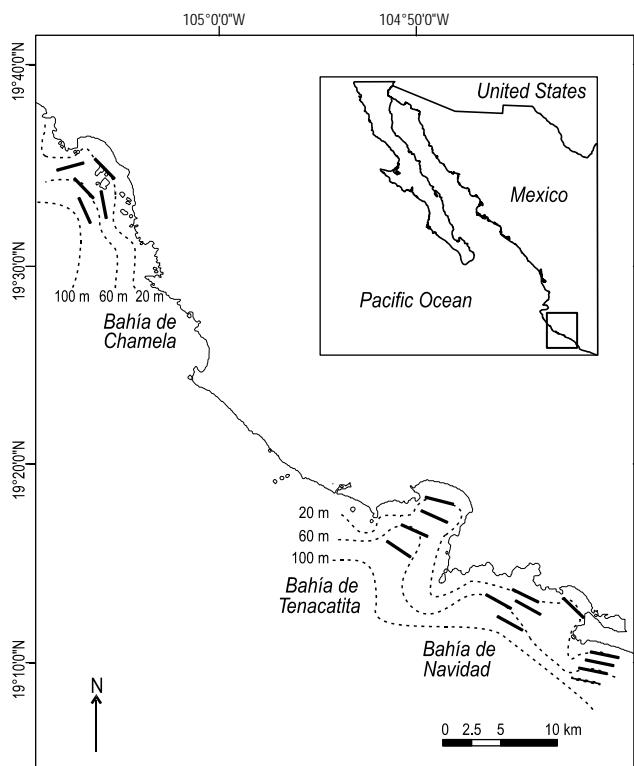 105°0'0"W
104°50'0"W
19°40'0"N
United States
Mexico
Pacific Ocean
19°30'0"N
100 m
60 m
20 m
Bahía de
Chamela
19°20'0"N
20 m
60 m
100 m
Bahía de
Tenacatita
Bahía de
Navidad
19°10'0"N
N
0 2.5 5 10 km